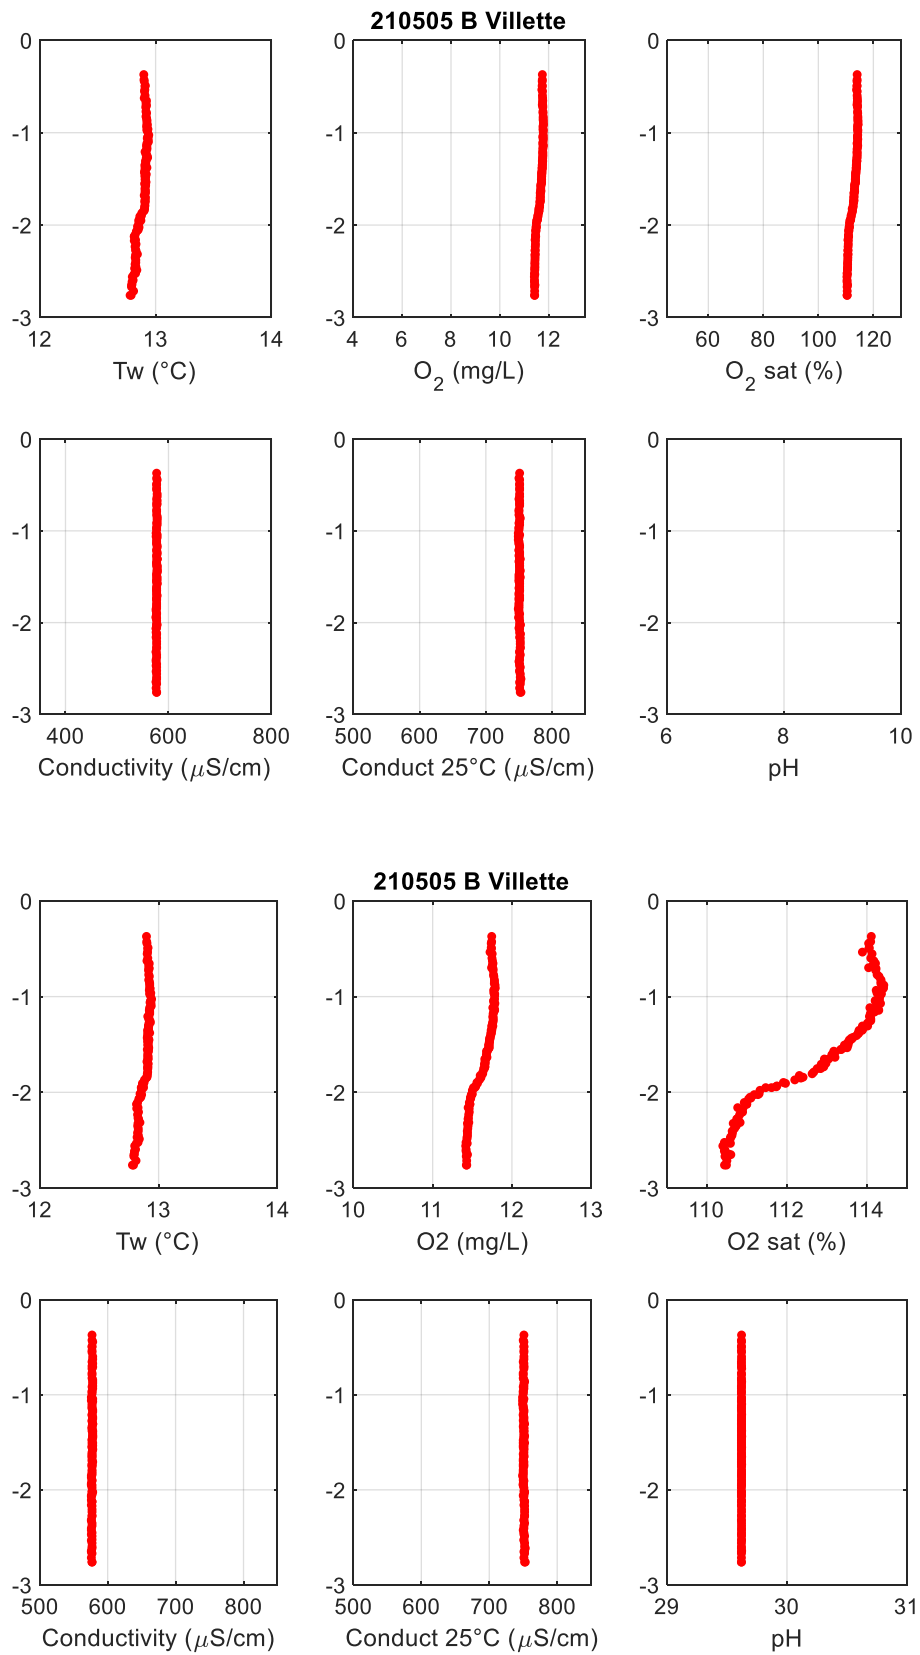 210505 B Villette
0
-1
-2
-3
12 13 14
Tw (°C)
0
-1
-2
-3
4 6 8 10 12
O2 (mg/L)
0
-1
-2
-3
60 80 100 120
O2 sat (%)
0
-1
-2
-3
400 600 800
Conductivity (μS/cm)
0
-1
-2
-3
500 600 700 800
Conduct 25°C (μS/cm)
0
-1
-2
-3
6 8 10
pH
210505 B Villette
0
-1
-2
-3
12 13 14
Tw (°C)
0
-1
-2
-3
10 11 12 13
O2 (mg/L)
0
-1
-2
-3
110 112 114
O2 sat (%)
0
-1
-2
-3
500 600 700 800
Conductivity (μS/cm)
0
-1
-2
-3
500 600 700 800
Conduct 25°C (μS/cm)
0
-1
-2
-3
29 30 31
pH